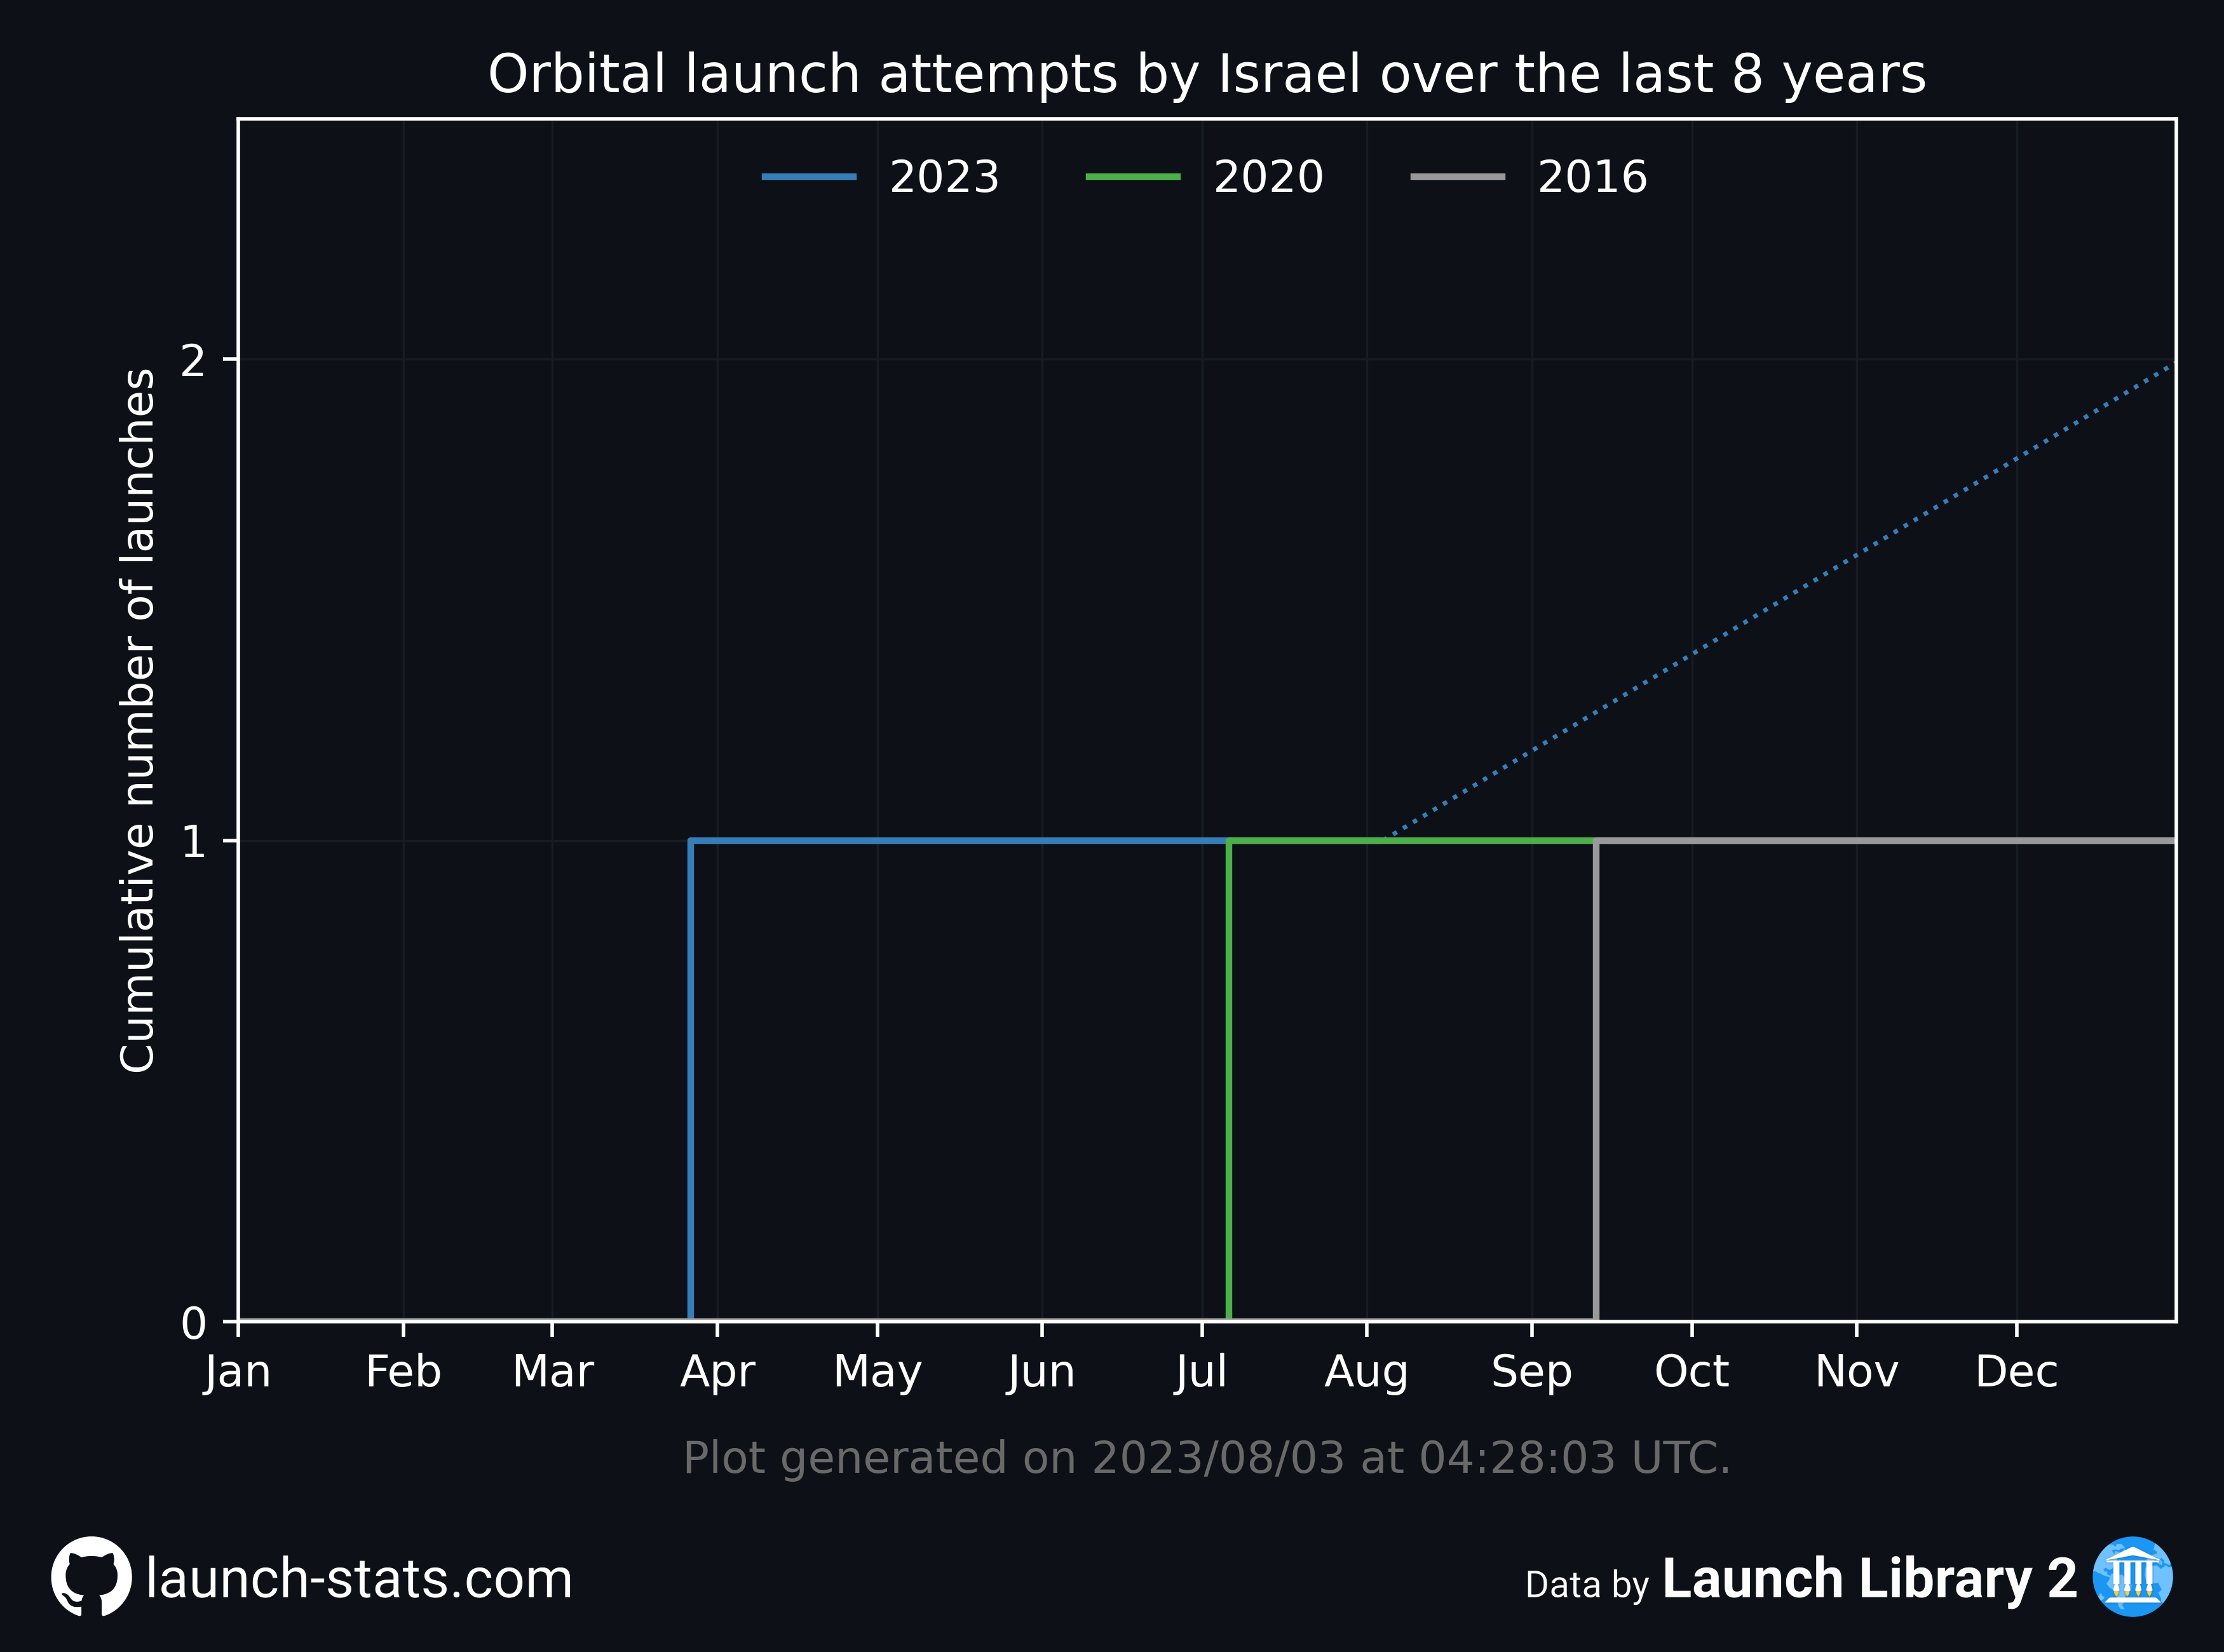 Orbital launch attempts by Israel over the last 8 years
2023 2020 2016
Cumulative number of launches
2
1
0
Jan Feb Mar Apr May Jun Jul Aug Sep Oct Nov Dec
Plot generated on 2023/08/03 at 04:28:03 UTC.
launch-stats.com
Data by Launch Library 2